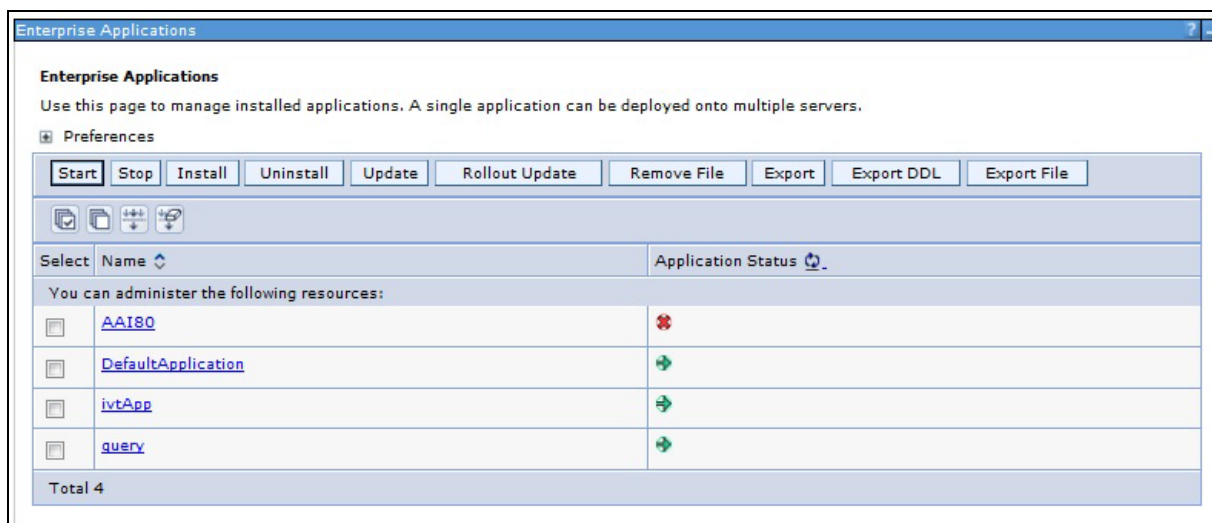 Enterprise Applications ? -
Enterprise Applications
Use this page to manage installed applications. A single application can be deployed onto multiple servers.
+ Preferences
Start Stop Install Uninstall Update Rollout Update Remove File Export Export DDL Export File
Select Name Application Status
You can administer the following resources:
AAI80
DefaultApplication
ivtApp
query
Total 4